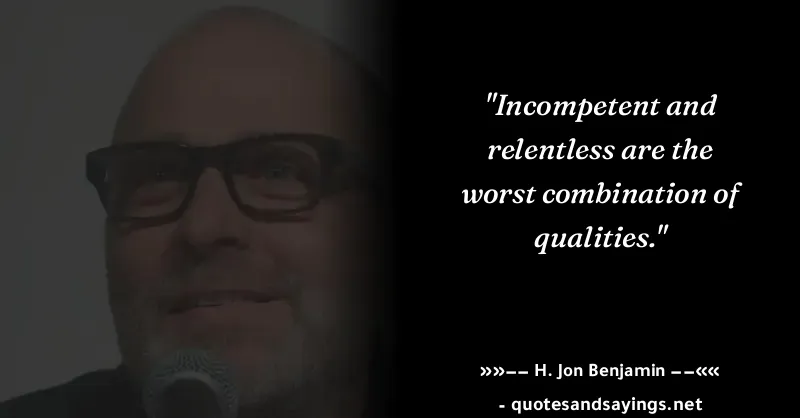 "Incompetent and
relentless are the
worst combination of
qualities."
»»–– H. Jon Benjamin ––««
- quotesandsayings.net